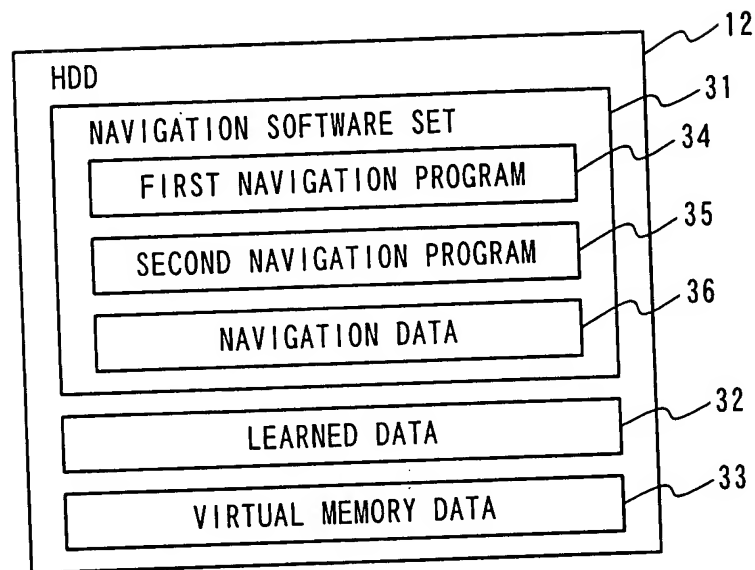 12
HDD
31
NAVIGATION SOFTWARE SET
34
FIRST NAVIGATION PROGRAM
35
SECOND NAVIGATION PROGRAM
36
NAVIGATION DATA
32
LEARNED DATA
33
VIRTUAL MEMORY DATA